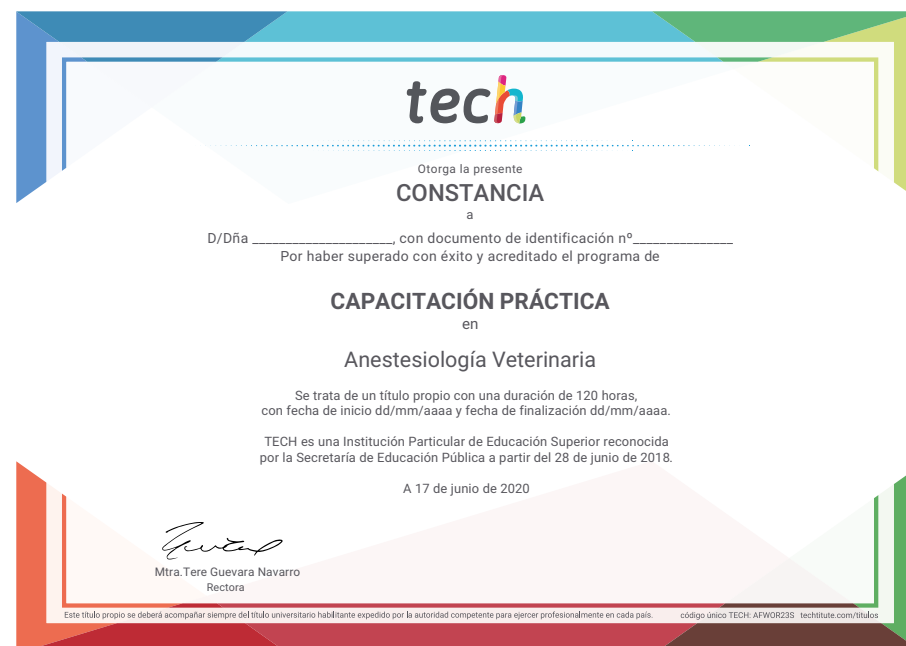 tech
Otorga la presente
CONSTANCIA
a
D/Dña ______________________, con documento de identificación nº_______________
Por haber superado con éxito y acreditado el programa de
CAPACITACIÓN PRÁCTICA
en
Anestesiología Veterinaria
Se trata de un título propio con una duración de 120 horas,
con fecha de inicio dd/mm/aaaa y fecha de finalización dd/mm/aaaa.
TECH es una Institución Particular de Educación Superior reconocida
por la Secretaría de Educación Pública a partir del 28 de junio de 2018.
A 17 de junio de 2020
Mtra.Tere Guevara Navarro
Rectora
Este título propio se deberá acompañar siempre del título universitario habilitante expedido por la autoridad competente para ejercer profesionalmente en cada país. código único TECH: AFWOR23S techtitute.com/titulos